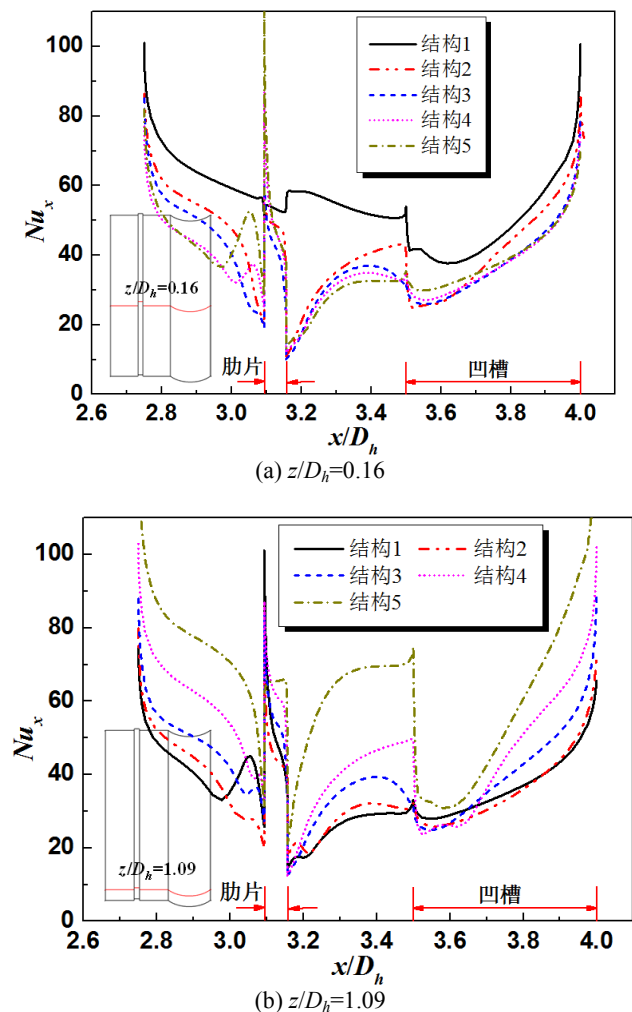 100
80
60
40
20
0
Nuₓ
结构1
结构2
结构3
结构4
结构5
z/Dₕ=0.16
肋片
凹槽
2.6 2.8 3.0 3.2 3.4 3.6 3.8 4.0
x/Dₕ
(a) z/Dₕ=0.16
100
80
60
40
20
0
Nuₓ
结构1 结构2
结构3 结构4
结构5
z/Dₕ=1.09
肋片
凹槽
2.6 2.8 3.0 3.2 3.4 3.6 3.8 4.0
x/Dₕ
(b) z/Dₕ=1.09